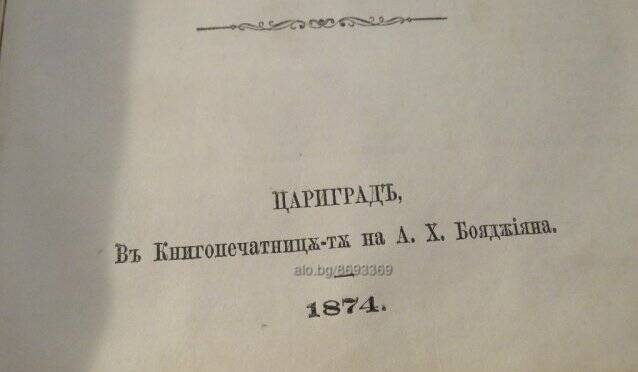 ЦАРИГРАДЪ,
Въ Книгопечатницѫ-тѫ на А. Х. Бояджіяна.
alo.bg/8693369
1874.